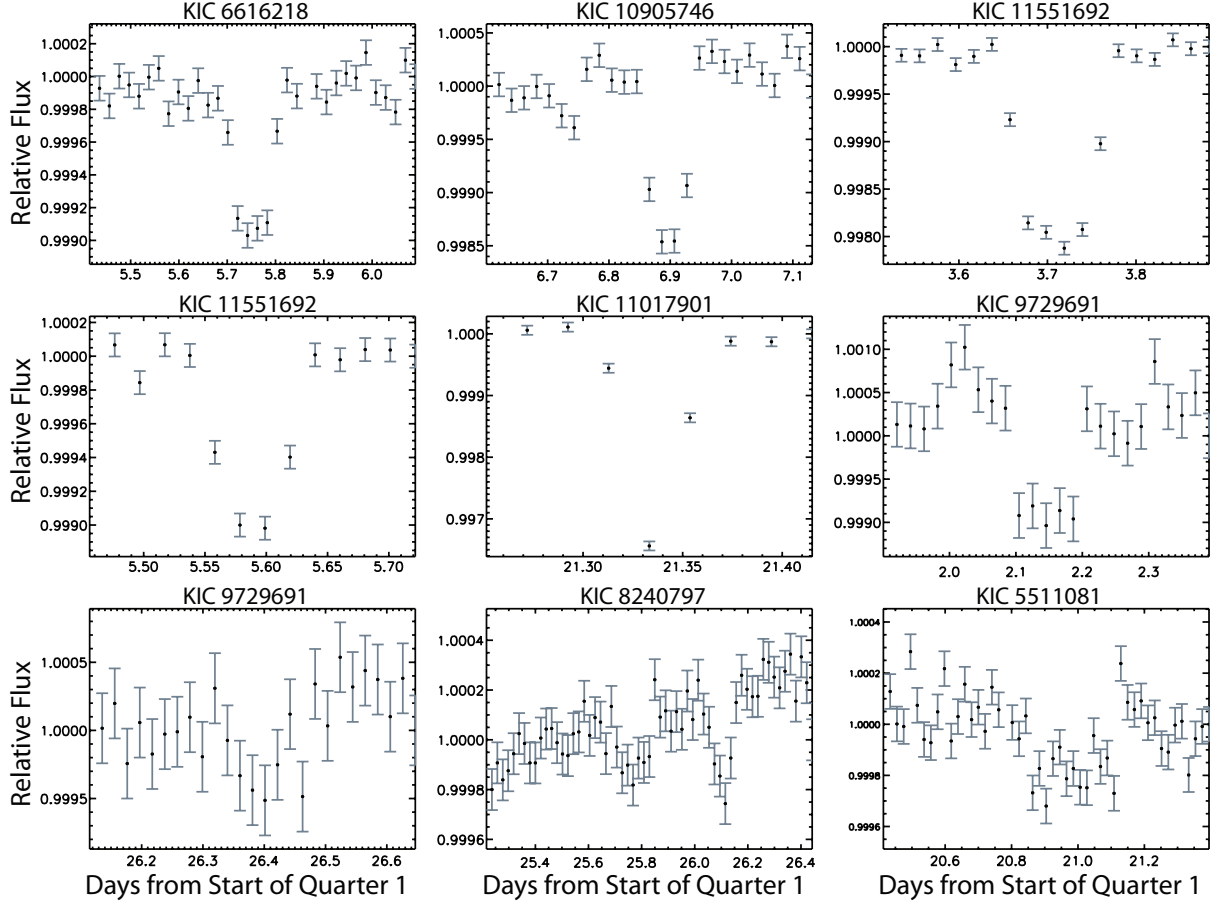 KIC 6616218 KIC 10905746 KIC 11551692
Relative Flux
1.0002
1.0000
0.9998
0.9996
0.9994
0.9992
0.9990
5.5 5.6 5.7 5.8 5.9 6.0
1.0005
1.0000
0.9995
0.9990
0.9985
6.7 6.8 6.9 7.0 7.1
1.0000
0.9995
0.9990
0.9985
0.9980
3.6 3.7 3.8
KIC 11551692 KIC 11017901 KIC 9729691
Relative Flux
1.0002
1.0000
0.9998
0.9996
0.9994
0.9992
0.9990
5.50 5.55 5.60 5.65 5.70
1.000
0.999
0.998
0.997
21.30 21.35 21.40
1.0010
1.0005
1.0000
0.9995
0.9990
2.0 2.1 2.2 2.3
KIC 9729691 KIC 8240797 KIC 5511081
Relative Flux
1.0005
1.0000
0.9995
26.2 26.3 26.4 26.5 26.6
1.0004
1.0002
1.0000
0.9998
0.9996
25.4 25.6 25.8 26.0 26.2 26.4
1.0004
1.0002
1.0000
0.9998
0.9996
20.6 20.8 21.0 21.2
Days from Start of Quarter 1 Days from Start of Quarter 1 Days from Start of Quarter 1